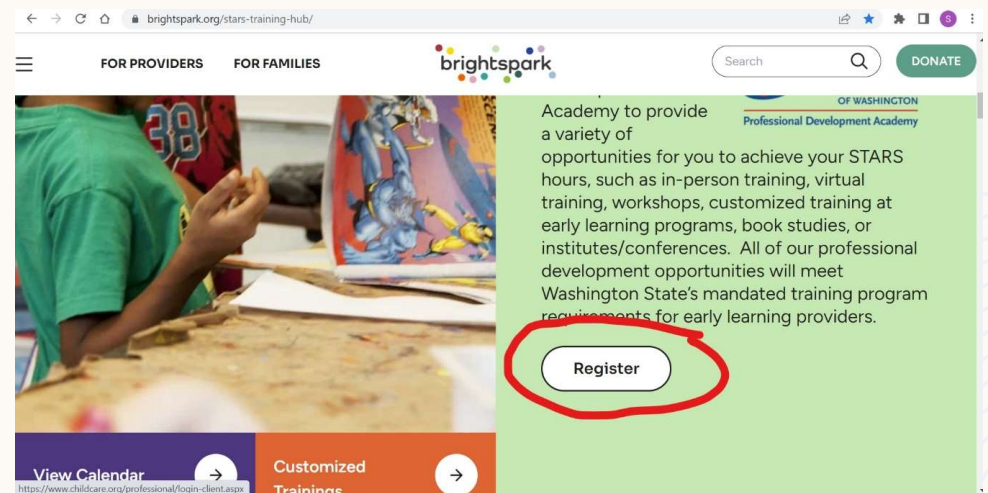 brightspark.org/stars-training-hub/
S
FOR PROVIDERS FOR FAMILIES
brightspark
Search
DONATE
38
OF WASHINGTON
Professional Development Academy
Academy to provide
a variety of
opportunities for you to achieve your STARS
hours, such as in-person training, virtual
training, workshops, customized training at
early learning programs, book studies, or
institutes/conferences. All of our professional
development opportunities will meet
Washington State’s mandated training program
requirements for early learning providers.
Register
View Calendar
Customized
Trainings
https://www.childcare.org/professional/login-client.aspx